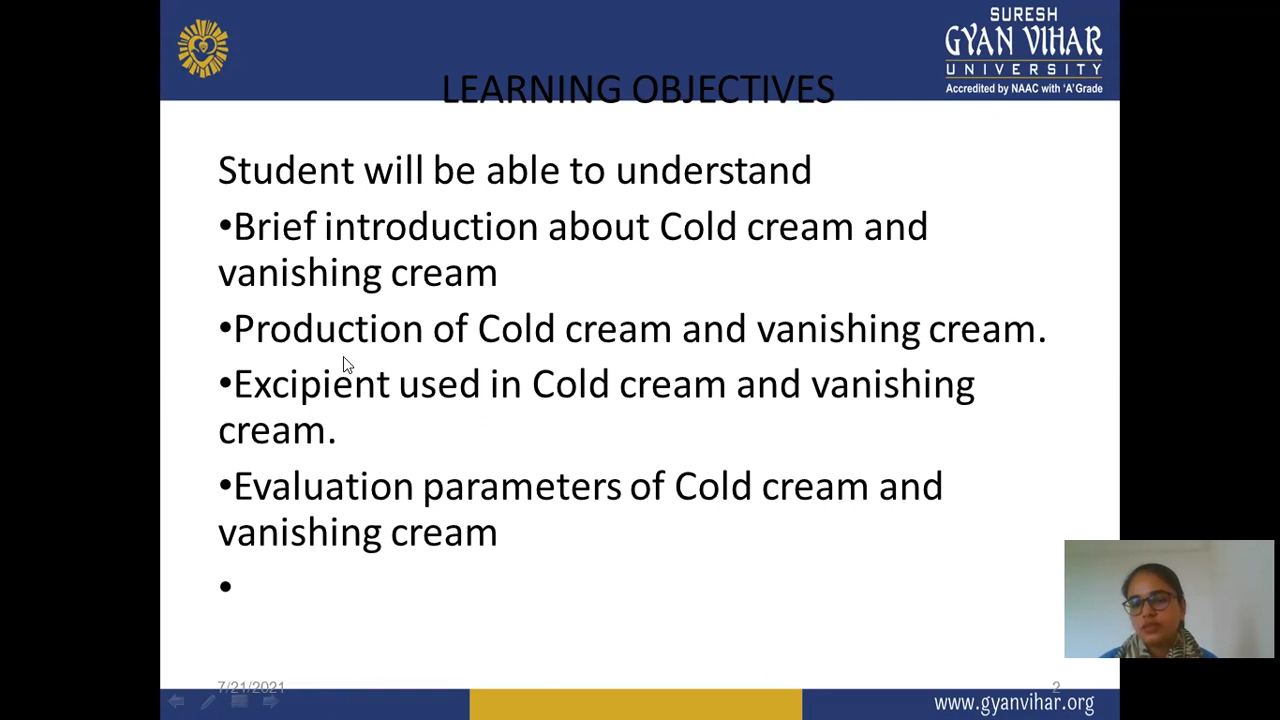 SURESH
GYAN VIHAR
UNIVERSITY
Accredited by NAAC with 'A' Grade
LEARNING OBJECTIVES
Student will be able to understand
•Brief introduction about Cold cream and
vanishing cream
•Production of Cold cream and vanishing cream.
•Excipient used in Cold cream and vanishing
cream.
•Evaluation parameters of Cold cream and
vanishing cream
•
7/21/2021
2
www.gyanvihar.org